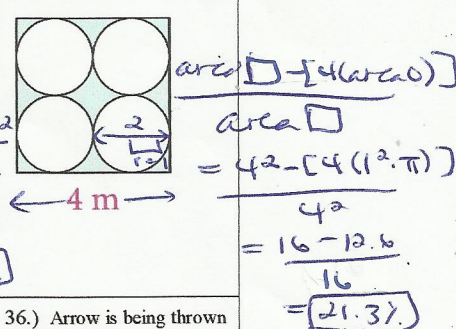 area □ - [4(area O)]
area □
2
2
r=1
= 4² - [4(1²·π)]
4²
4 m
= 16 - 12.6
16
= 21.3%
36.) Arrow is being thrown